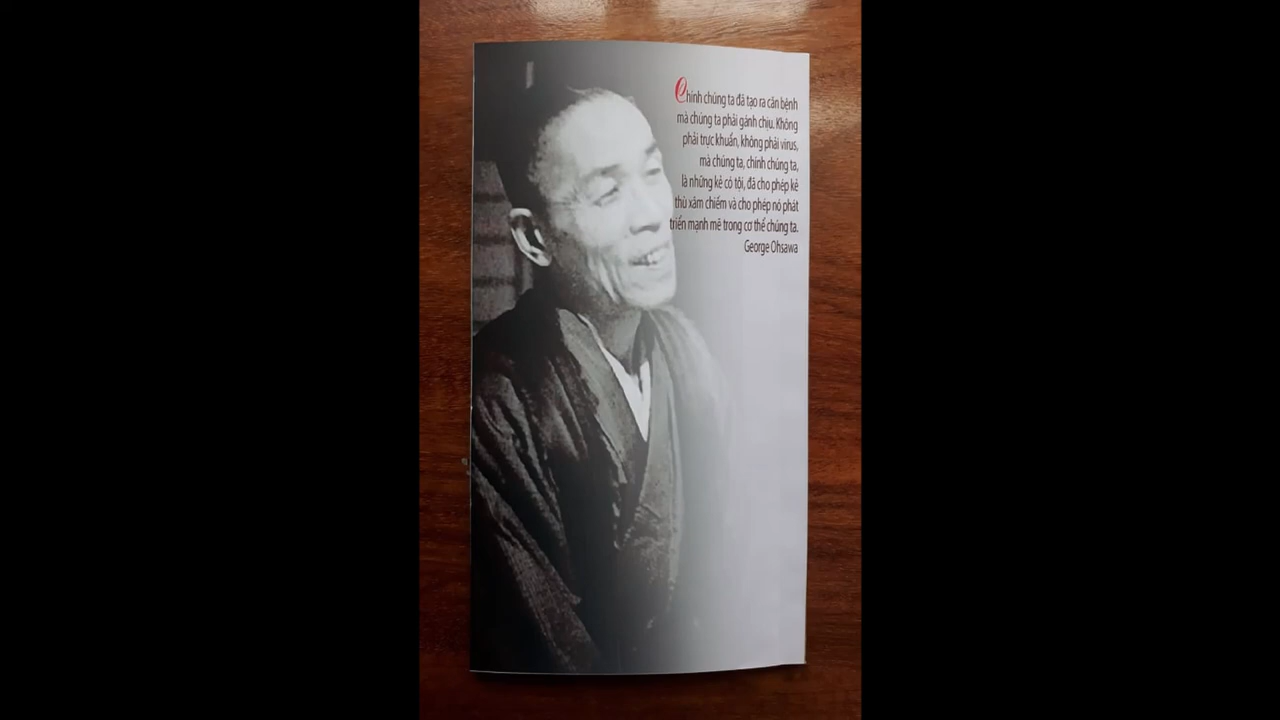 Chính chúng ta đã tạo ra căn bệnh
mà chúng ta phải gánh chịu. Không
phải trực khuẩn, không phải virus,
mà chúng ta, chính chúng ta,
là những kẻ có tội, đã cho phép kẻ
thù xâm chiếm và cho phép nó phát
triển mạnh mẽ trong cơ thể chúng ta.
George Ohsawa